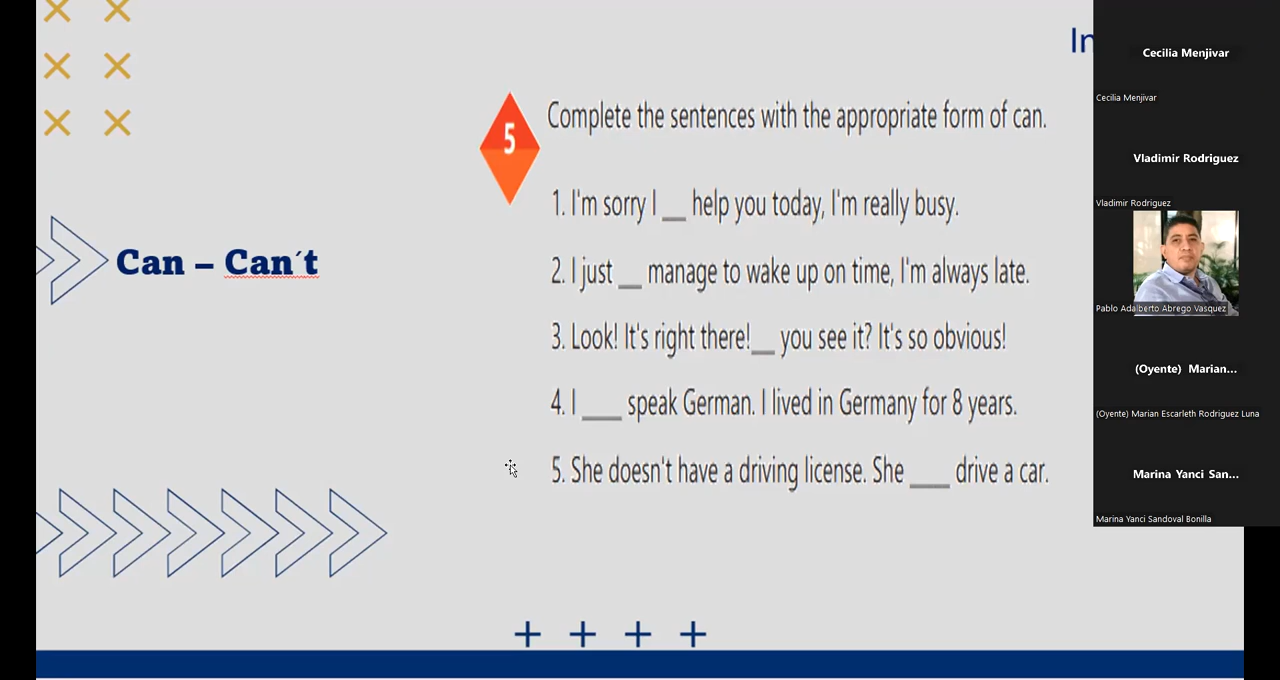 In
5
Complete the sentences with the appropriate form of can.
1. I'm sorry I __ help you today, I'm really busy.
2. I just __ manage to wake up on time, I'm always late.
3. Look! It's right there!__ you see it? It's so obvious!
4. I ____ speak German. I lived in Germany for 8 years.
5. She doesn't have a driving license. She ____ drive a car.
Can – Can´t
Cecilia Menjivar
Cecilia Menjivar
Vladimir Rodriguez
Vladimir Rodriguez
Pablo Adalberto Abrego Vasquez
(Oyente) Marian...
(Oyente) Marian Escarleth Rodriguez Luna
Marina Yanci San...
Marina Yanci Sandoval Bonilla